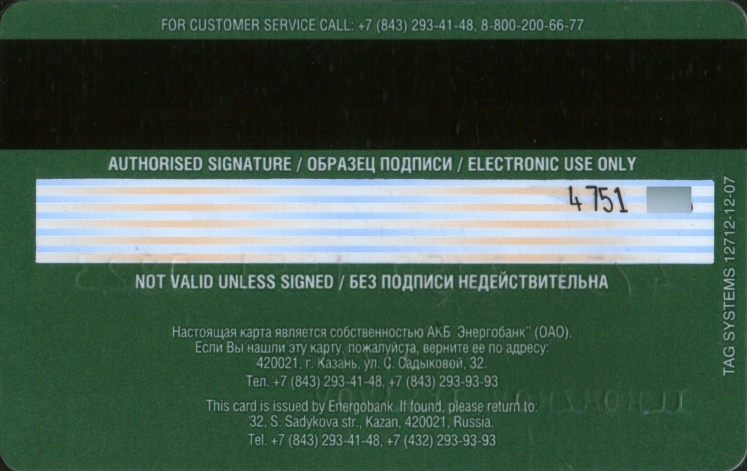 FOR CUSTOMER SERVICE CALL: +7 (843) 293-41-48, 8-800-200-66-77
AUTHORISED SIGNATURE / ОБРАЗЕЦ ПОДПИСИ / ELECTRONIC USE ONLY
4751
NOT VALID UNLESS SIGNED / БЕЗ ПОДПИСИ НЕДЕЙСТВИТЕЛЬНА
TAG SYSTEMS 12712-12-07
Настоящая карта является собственностью АКБ Энергобанк" (ОАО).
Если Вы нашли эту карту, пожалуйста, верните ее по адресу:
420021, г. Казань, ул. С. Садыковой, 32.
Тел. +7 (843) 293-41-48, +7 (843) 293-93-93
This card is issued by Energobank. If found, please return to:
32, S. Sadykova str., Kazan, 420021, Russia.
Tel. +7 (843) 293-41-48, +7 (432) 293-93-93